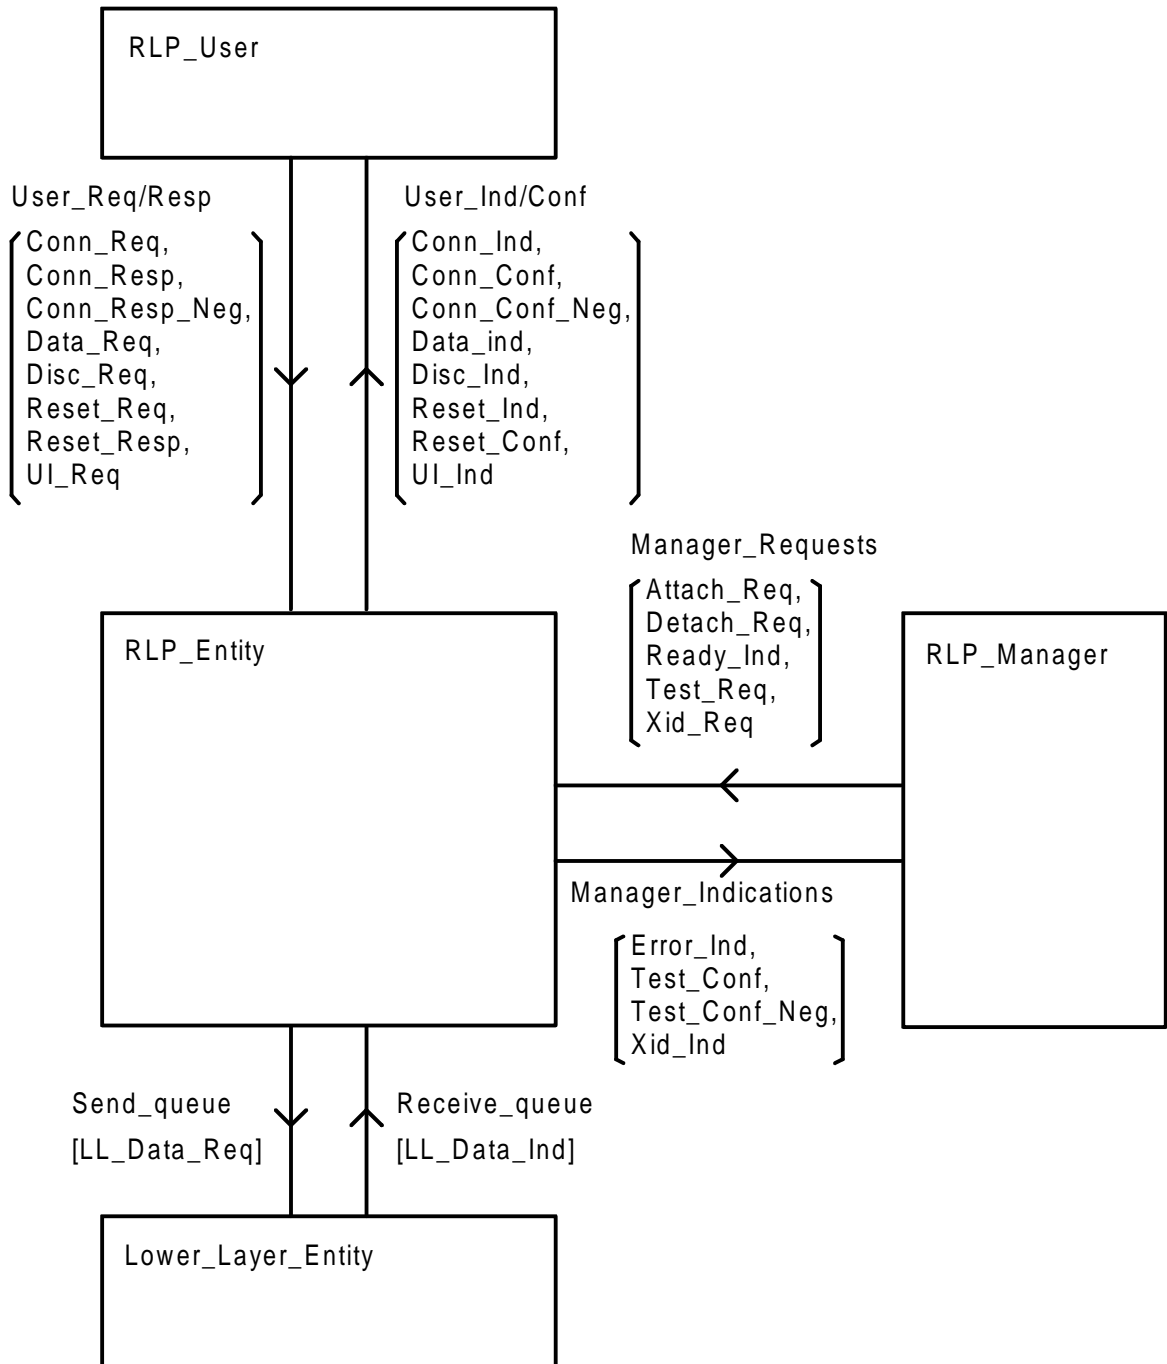 RLP_User
User_Req/Resp
Conn_Req,
Conn_Resp,
Conn_Resp_Neg,
Data_Req,
Disc_Req,
Reset_Req,
Reset_Resp,
UI_Req
User_Ind/Conf
Conn_Ind,
Conn_Conf,
Conn_Conf_Neg,
Data_ind,
Disc_Ind,
Reset_Ind,
Reset_Conf,
UI_Ind
Manager_Requests
Attach_Req,
Detach_Req,
Ready_Ind,
Test_Req,
Xid_Req
RLP_Entity
RLP_Manager
Manager_Indications
Error_Ind,
Test_Conf,
Test_Conf_Neg,
Xid_Ind
Send_queue
[LL_Data_Req]
Receive_queue
[LL_Data_Ind]
Lower_Layer_Entity